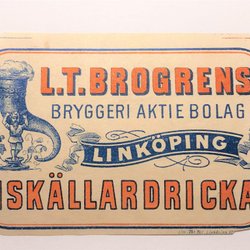 L.T. BROGRENS
BRYGGERI AKTIE BOLAG
LINKÖPING
ISKÄLLARDRICKA